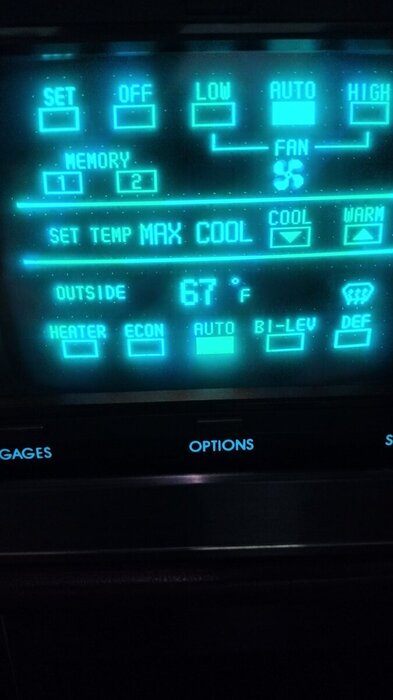 SET OFF LOW AUTO HIGH
FAN
MEMORY
1 2
SET TEMP MAX COOL COOL WARM
OUTSIDE 67 °F
HEATER ECON AUTO BI-LEV DEF
GAGES OPTIONS S